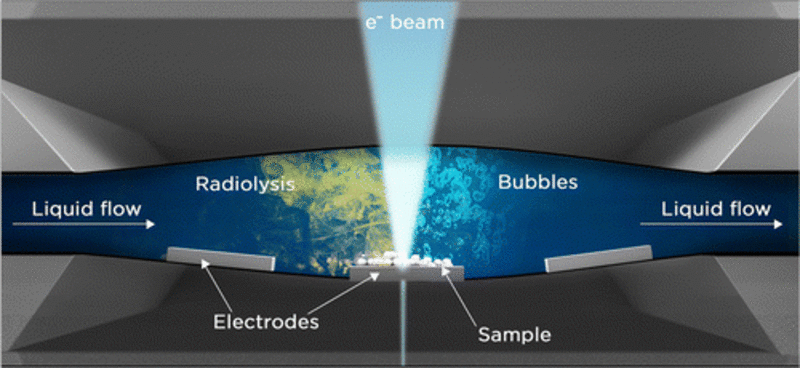 e⁻ beam
Radiolysis
Bubbles
Liquid flow
Liquid flow
Electrodes
Sample